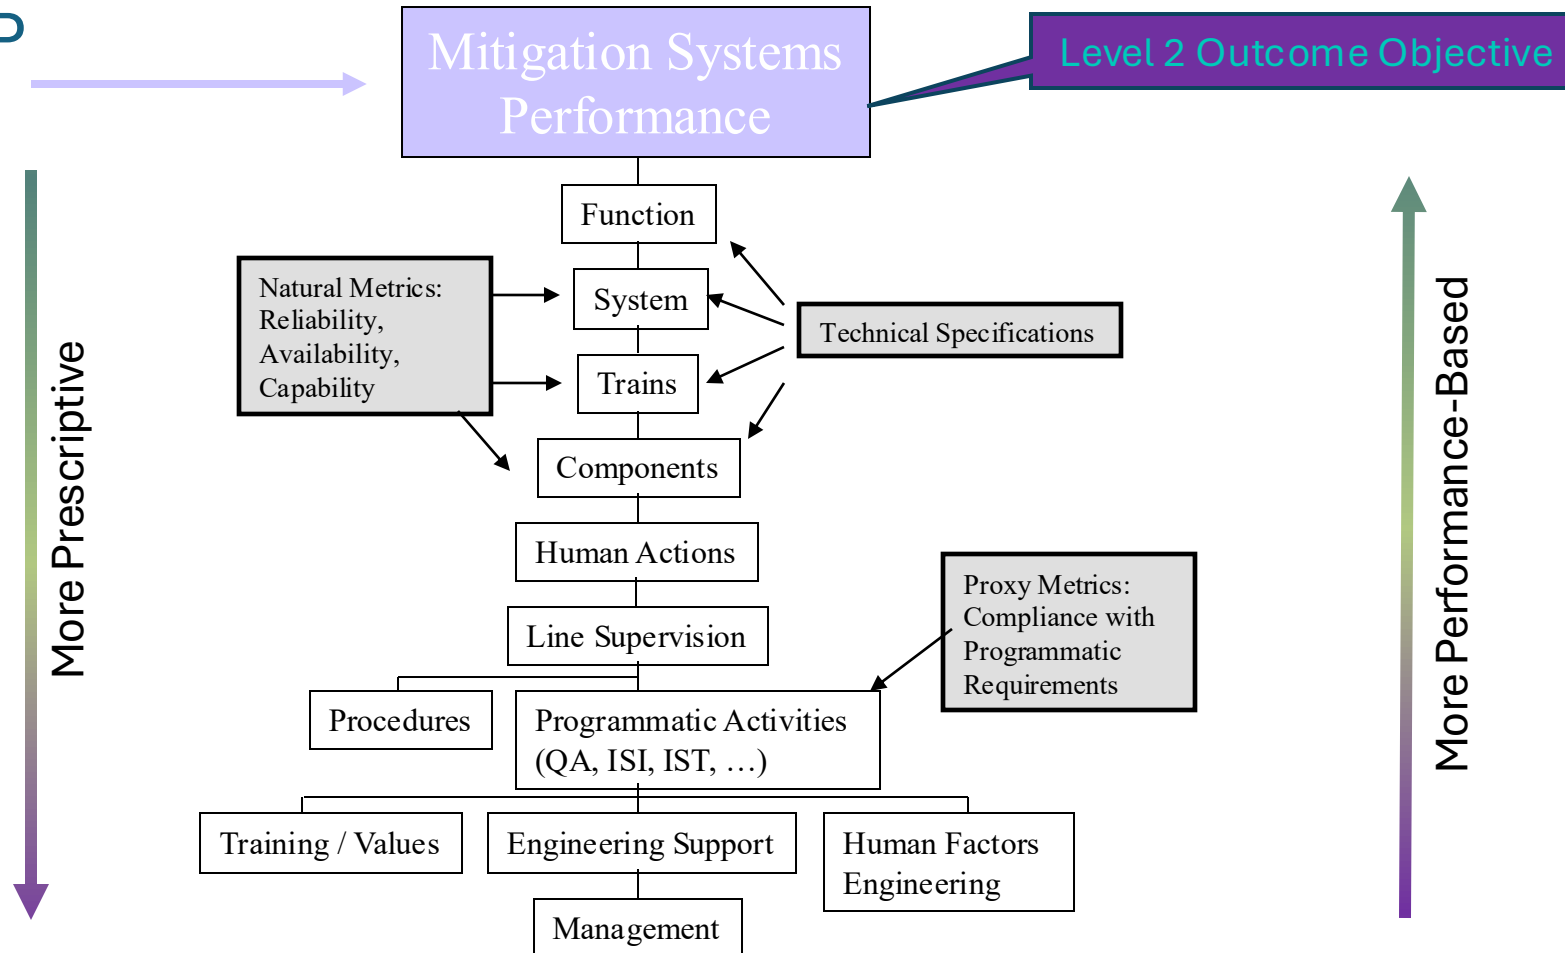 P
Mitigation Systems
Performance
Level 2 Outcome Objective
More Prescriptive
More Performance-Based
Function
Natural Metrics:
Reliability,
Availability,
Capability
System
Technical Specifications
Trains
Components
Human Actions
Proxy Metrics:
Compliance with
Programmatic
Requirements
Line Supervision
Procedures
Programmatic Activities
(QA, ISI, IST, …)
Training / Values
Engineering Support
Human Factors
Engineering
Management